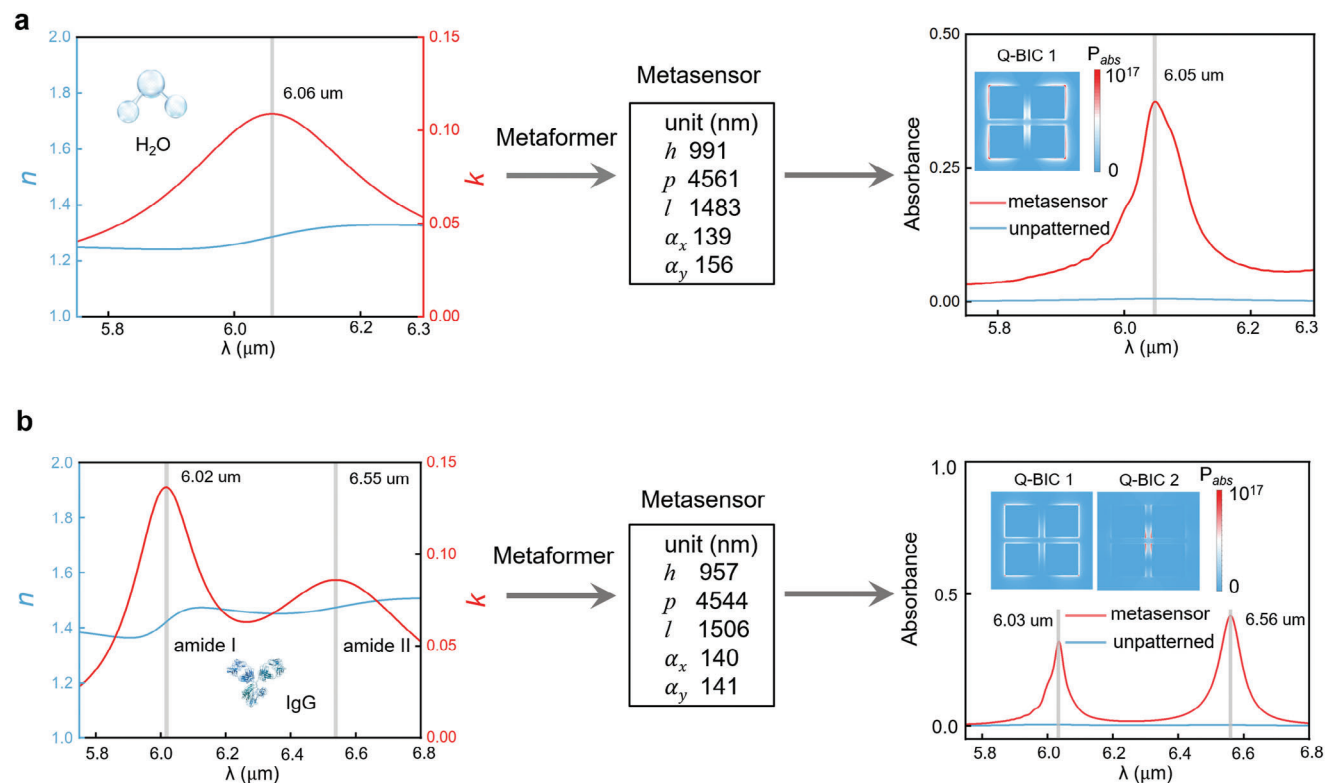 a
2.0
1.8
1.6
1.4
1.2
1.0
n
H₂O
6.06 um
0.15
0.10
0.05
0.00
k
5.8
6.0
6.2
6.3
λ (μm)
Metaformer
Metasensor
unit (nm)
h 991
p 4561
l 1483
αₓ 139
α_y 156
0.50
0.25
0.00
Absorbance
Q-BIC 1
P_abs
10¹⁷
0
6.05 um
metasensor
unpatterned
5.8
6.0
6.2
6.3
λ (μm)
b
2.0
1.8
1.6
1.4
1.2
1.0
n
6.02 um
6.55 um
amide I
amide II
IgG
0.15
0.10
0.05
0.00
k
5.8
6.0
6.2
6.4
6.6
6.8
λ (μm)
Metaformer
Metasensor
unit (nm)
h 957
p 4544
l 1506
αₓ 140
α_y 141
1.0
0.5
0.0
Absorbance
Q-BIC 1
Q-BIC 2
P_abs
10¹⁷
0
metasensor
unpatterned
6.03 um
6.56 um
5.8
6.0
6.2
6.4
6.6
6.8
λ (μm)